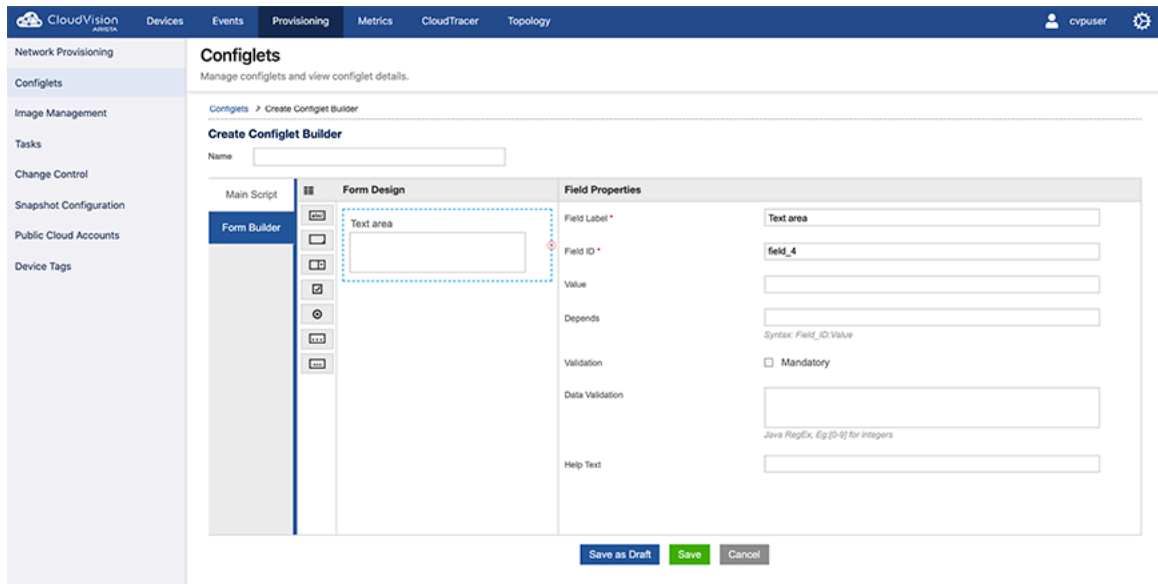 CloudVision
ARISTA
Devices
Events
Provisioning
Metrics
CloudTracer
Topology
cvpuser
Network Provisioning
Configlets
Image Management
Tasks
Change Control
Snapshot Configuration
Public Cloud Accounts
Device Tags
Configlets
Manage configlets and view configlet details.
Configlets > Create Configlet Builder
Create Configlet Builder
Name
Main Script
Form Builder
Form Design
abc
Text area
Field Properties
Field Label *
Text area
Field ID *
field_4
Value
Depends
Syntax: Field_ID:Value
Validation
Mandatory
Data Validation
Java RegEx, Eg:[0-9] for integers
Help Text
Save as Draft
Save
Cancel